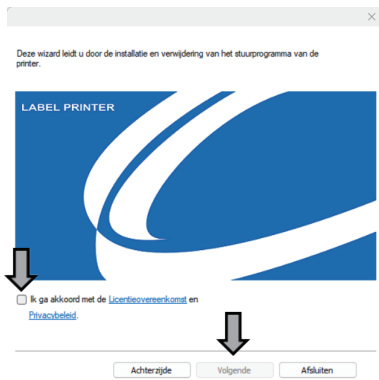 Deze wizard leidt u door de installatie en verwijdering van het stuurprogramma van de
printer.
LABEL PRINTER
Ik ga akkoord met de Licentieovereenkomst en
Privacybeleid.
Achterzijde
Volgende
Afsluiten